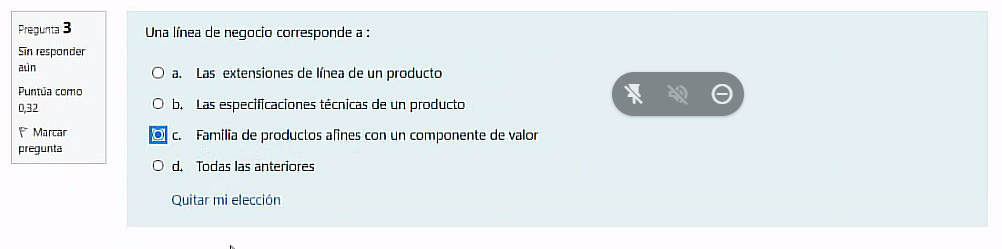 Pregunta 3
Sin responder
aún
Puntúa como
0,32
Marcar
pregunta
Una línea de negocio corresponde a :
a. Las extensiones de línea de un producto
b. Las especificaciones técnicas de un producto
c. Familia de productos afines con un componente de valor
d. Todas las anteriores
Quitar mi elección